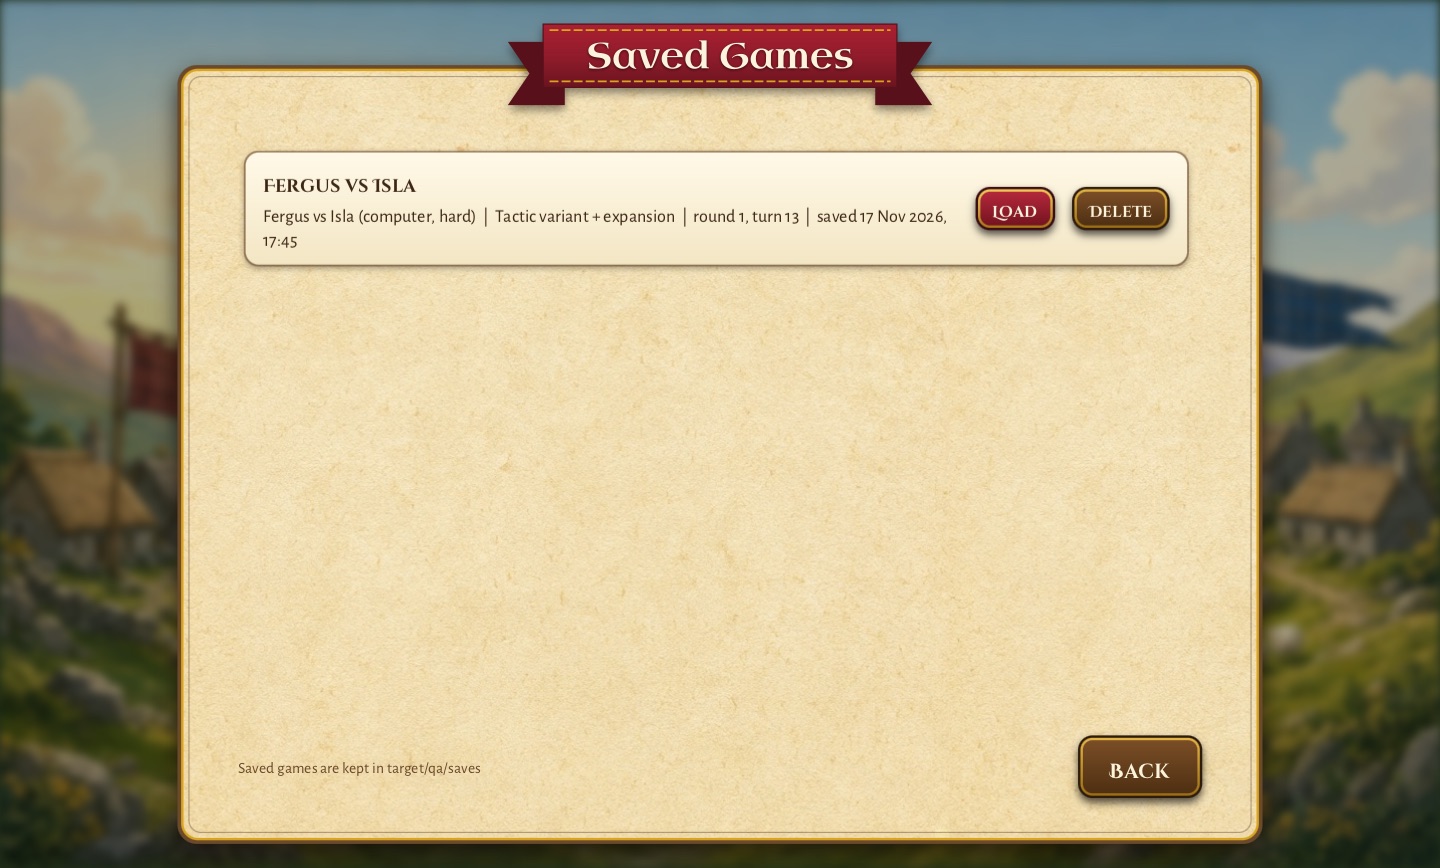 Saved Games
Fergus vs Isla
Fergus vs Isla (computer, hard) | Tactic variant + expansion | round 1, turn 13 | saved 17 Nov 2026,
17:45
Load
Delete
Saved games are kept in target/qa/saves
Back